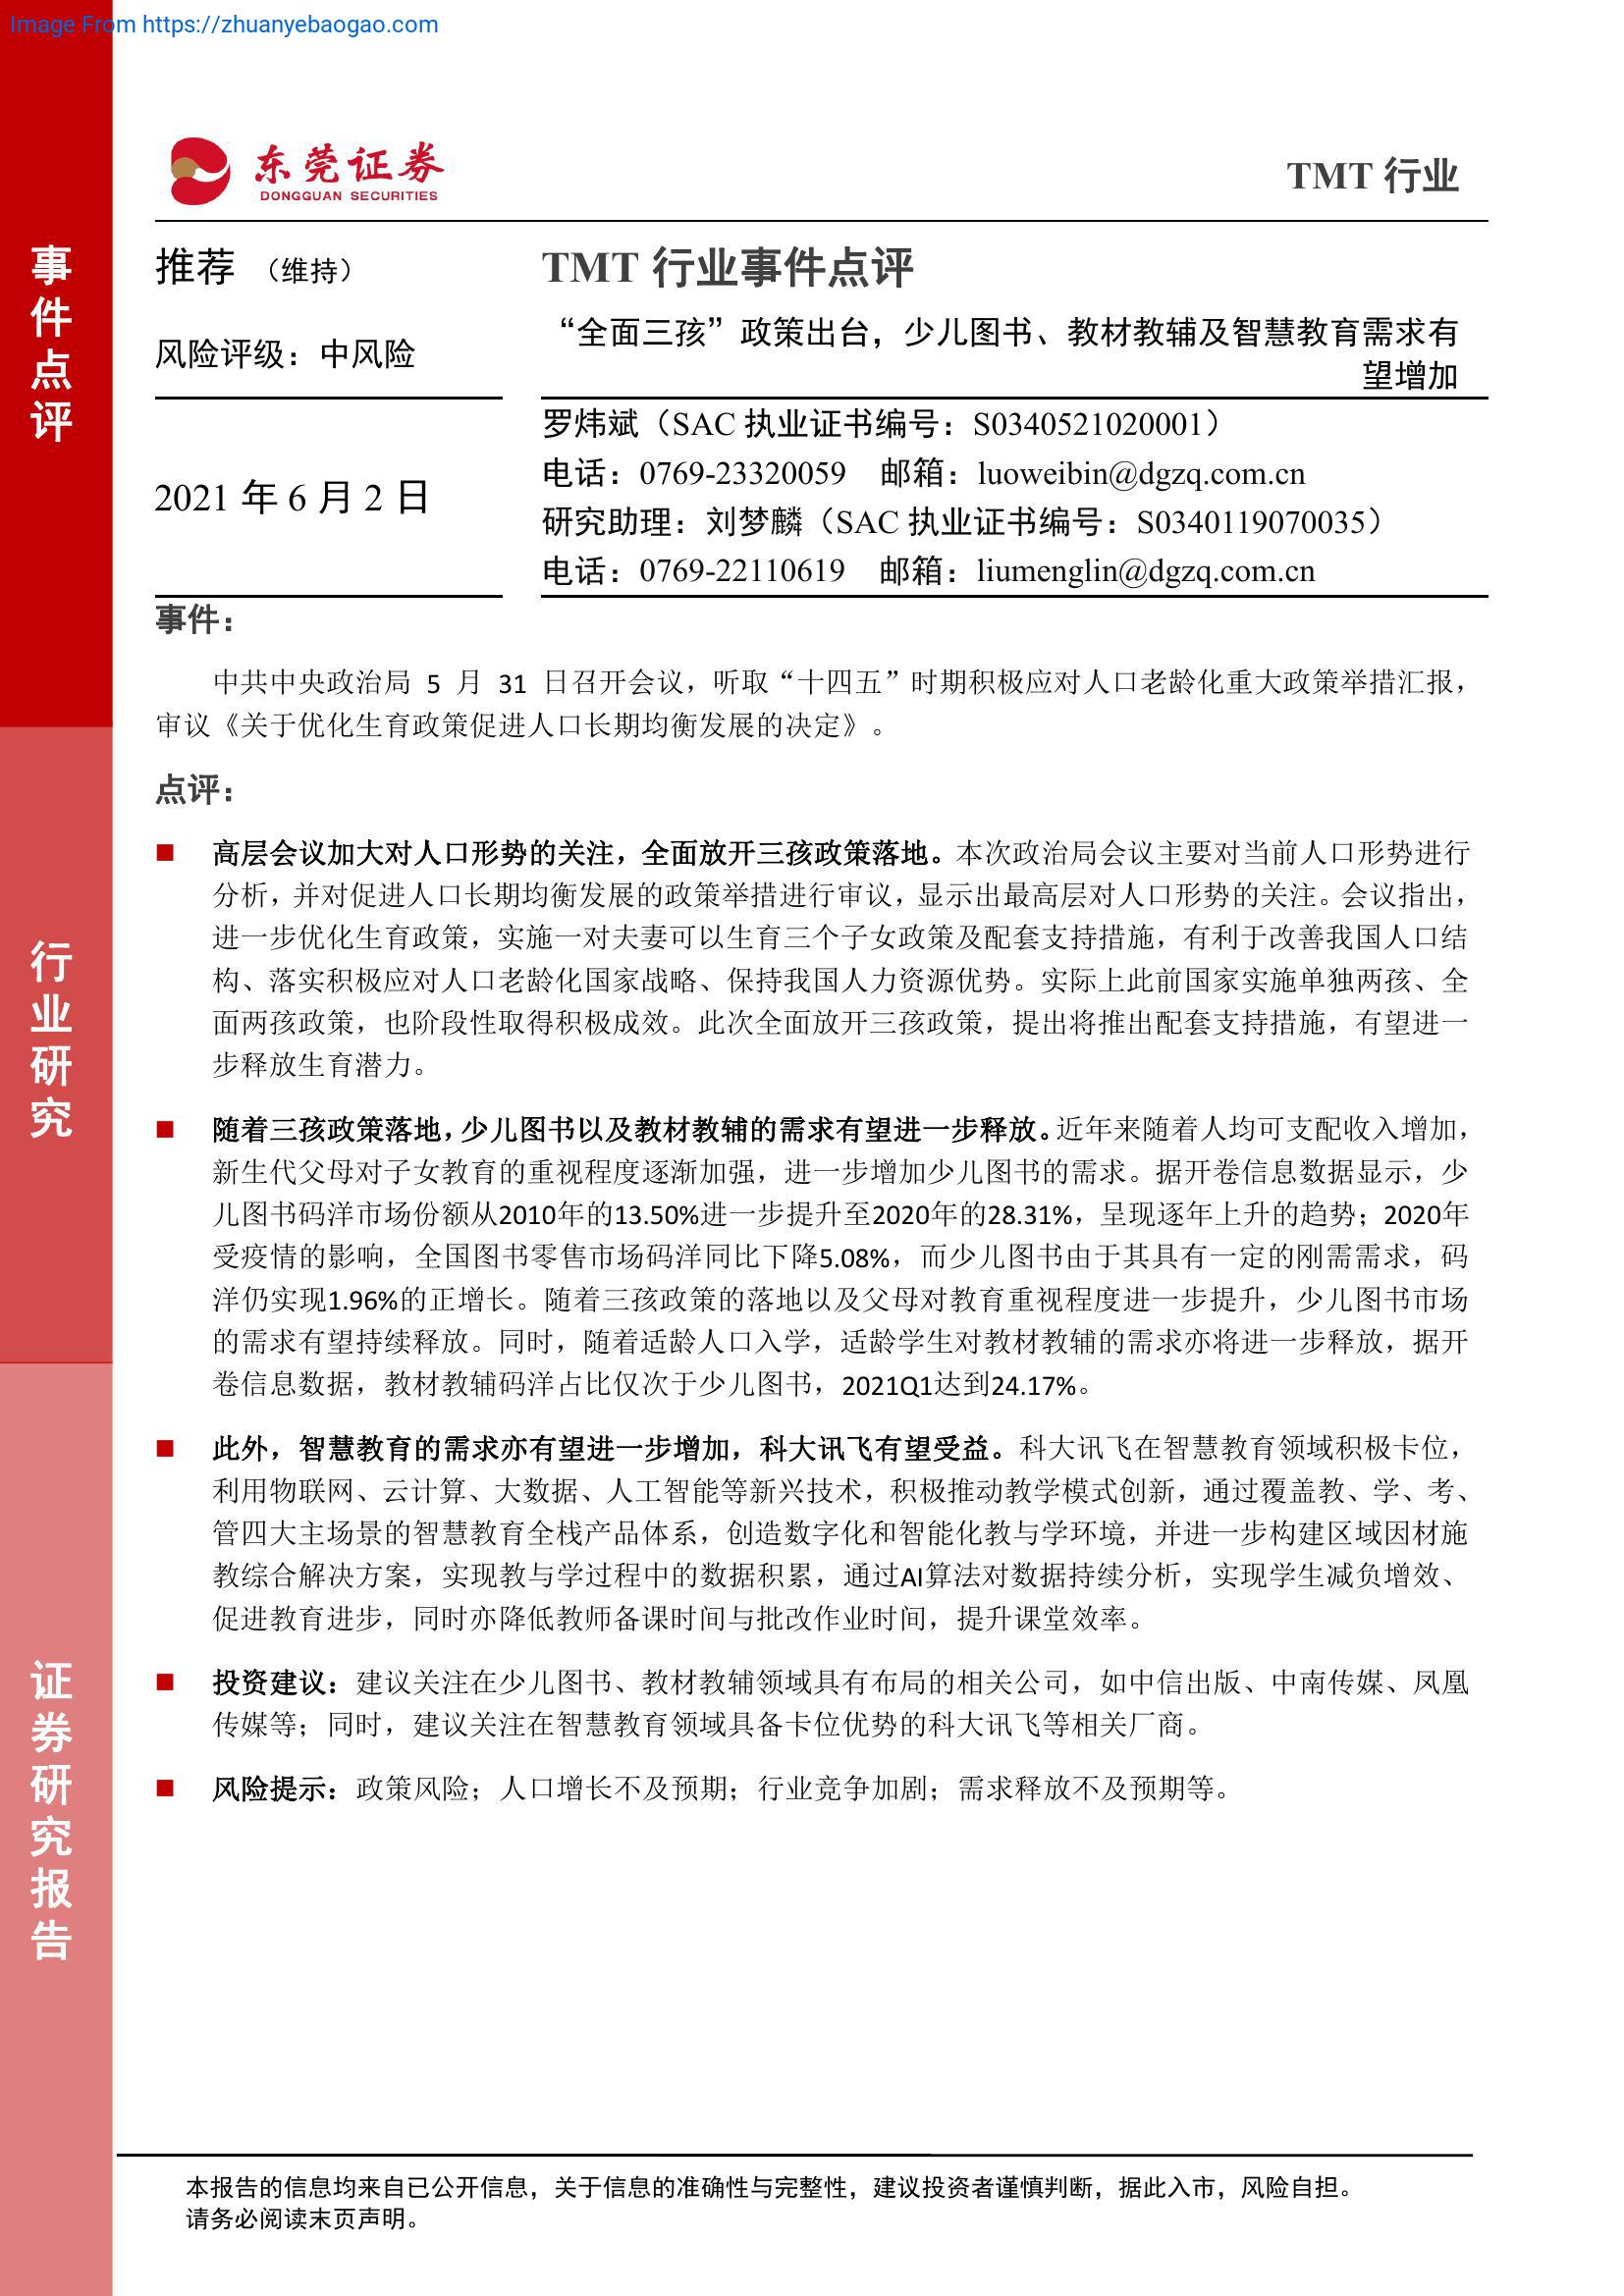 Image From https://zhuanyebaogao.com
东莞证券
DONGGUAN SECURITIES
TMT 行业
事件点评
行业研究
证券研究报告
推荐 （维持）
风险评级：中风险
2021 年 6 月 2 日
TMT 行业事件点评
“全面三孩”政策出台，少儿图书、教材教辅及智慧教育需求有
望增加
罗炜斌（SAC 执业证书编号：S0340521020001）
电话：0769-23320059 邮箱：luoweibin@dgzq.com.cn
研究助理：刘梦麟（SAC 执业证书编号：S0340119070035）
电话：0769-22110619 邮箱：liumenglin@dgzq.com.cn
事件：
中共中央政治局 5 月 31 日召开会议，听取“十四五”时期积极应对人口老龄化重大政策举措汇报，
审议《关于优化生育政策促进人口长期均衡发展的决定》。
点评：
■ 高层会议加大对人口形势的关注，全面放开三孩政策落地。本次政治局会议主要对当前人口形势进行
分析，并对促进人口长期均衡发展的政策举措进行审议，显示出最高层对人口形势的关注。会议指出，
进一步优化生育政策，实施一对夫妻可以生育三个子女政策及配套支持措施，有利于改善我国人口结
构、落实积极应对人口老龄化国家战略、保持我国人力资源优势。实际上此前国家实施单独两孩、全
面两孩政策，也阶段性取得积极成效。此次全面放开三孩政策，提出将推出配套支持措施，有望进一
步释放生育潜力。
■ 随着三孩政策落地，少儿图书以及教材教辅的需求有望进一步释放。近年来随着人均可支配收入增加，
新生代父母对子女教育的重视程度逐渐加强，进一步增加少儿图书的需求。据开卷信息数据显示，少
儿图书码洋市场份额从2010年的13.50%进一步提升至2020年的28.31%，呈现逐年上升的趋势；2020年
受疫情的影响，全国图书零售市场码洋同比下降5.08%，而少儿图书由于其具有一定的刚需需求，码
洋仍实现1.96%的正增长。随着三孩政策的落地以及父母对教育重视程度进一步提升，少儿图书市场
的需求有望持续释放。同时，随着适龄人口入学，适龄学生对教材教辅的需求亦将进一步释放，据开
卷信息数据，教材教辅码洋占比仅次于少儿图书，2021Q1达到24.17%。
■ 此外，智慧教育的需求亦有望进一步增加，科大讯飞有望受益。科大讯飞在智慧教育领域积极卡位，
利用物联网、云计算、大数据、人工智能等新兴技术，积极推动教学模式创新，通过覆盖教、学、考、
管四大主场景的智慧教育全栈产品体系，创造数字化和智能化教与学环境，并进一步构建区域因材施
教综合解决方案，实现教与学过程中的数据积累，通过AI算法对数据持续分析，实现学生减负增效、
促进教育进步，同时亦降低教师备课时间与批改作业时间，提升课堂效率。
■ 投资建议：建议关注在少儿图书、教材教辅领域具有布局的相关公司，如中信出版、中南传媒、凤凰
传媒等；同时，建议关注在智慧教育领域具备卡位优势的科大讯飞等相关厂商。
■ 风险提示：政策风险；人口增长不及预期；行业竞争加剧；需求释放不及预期等。
本报告的信息均来自已公开信息，关于信息的准确性与完整性，建议投资者谨慎判断，据此入市，风险自担。
请务必阅读末页声明。